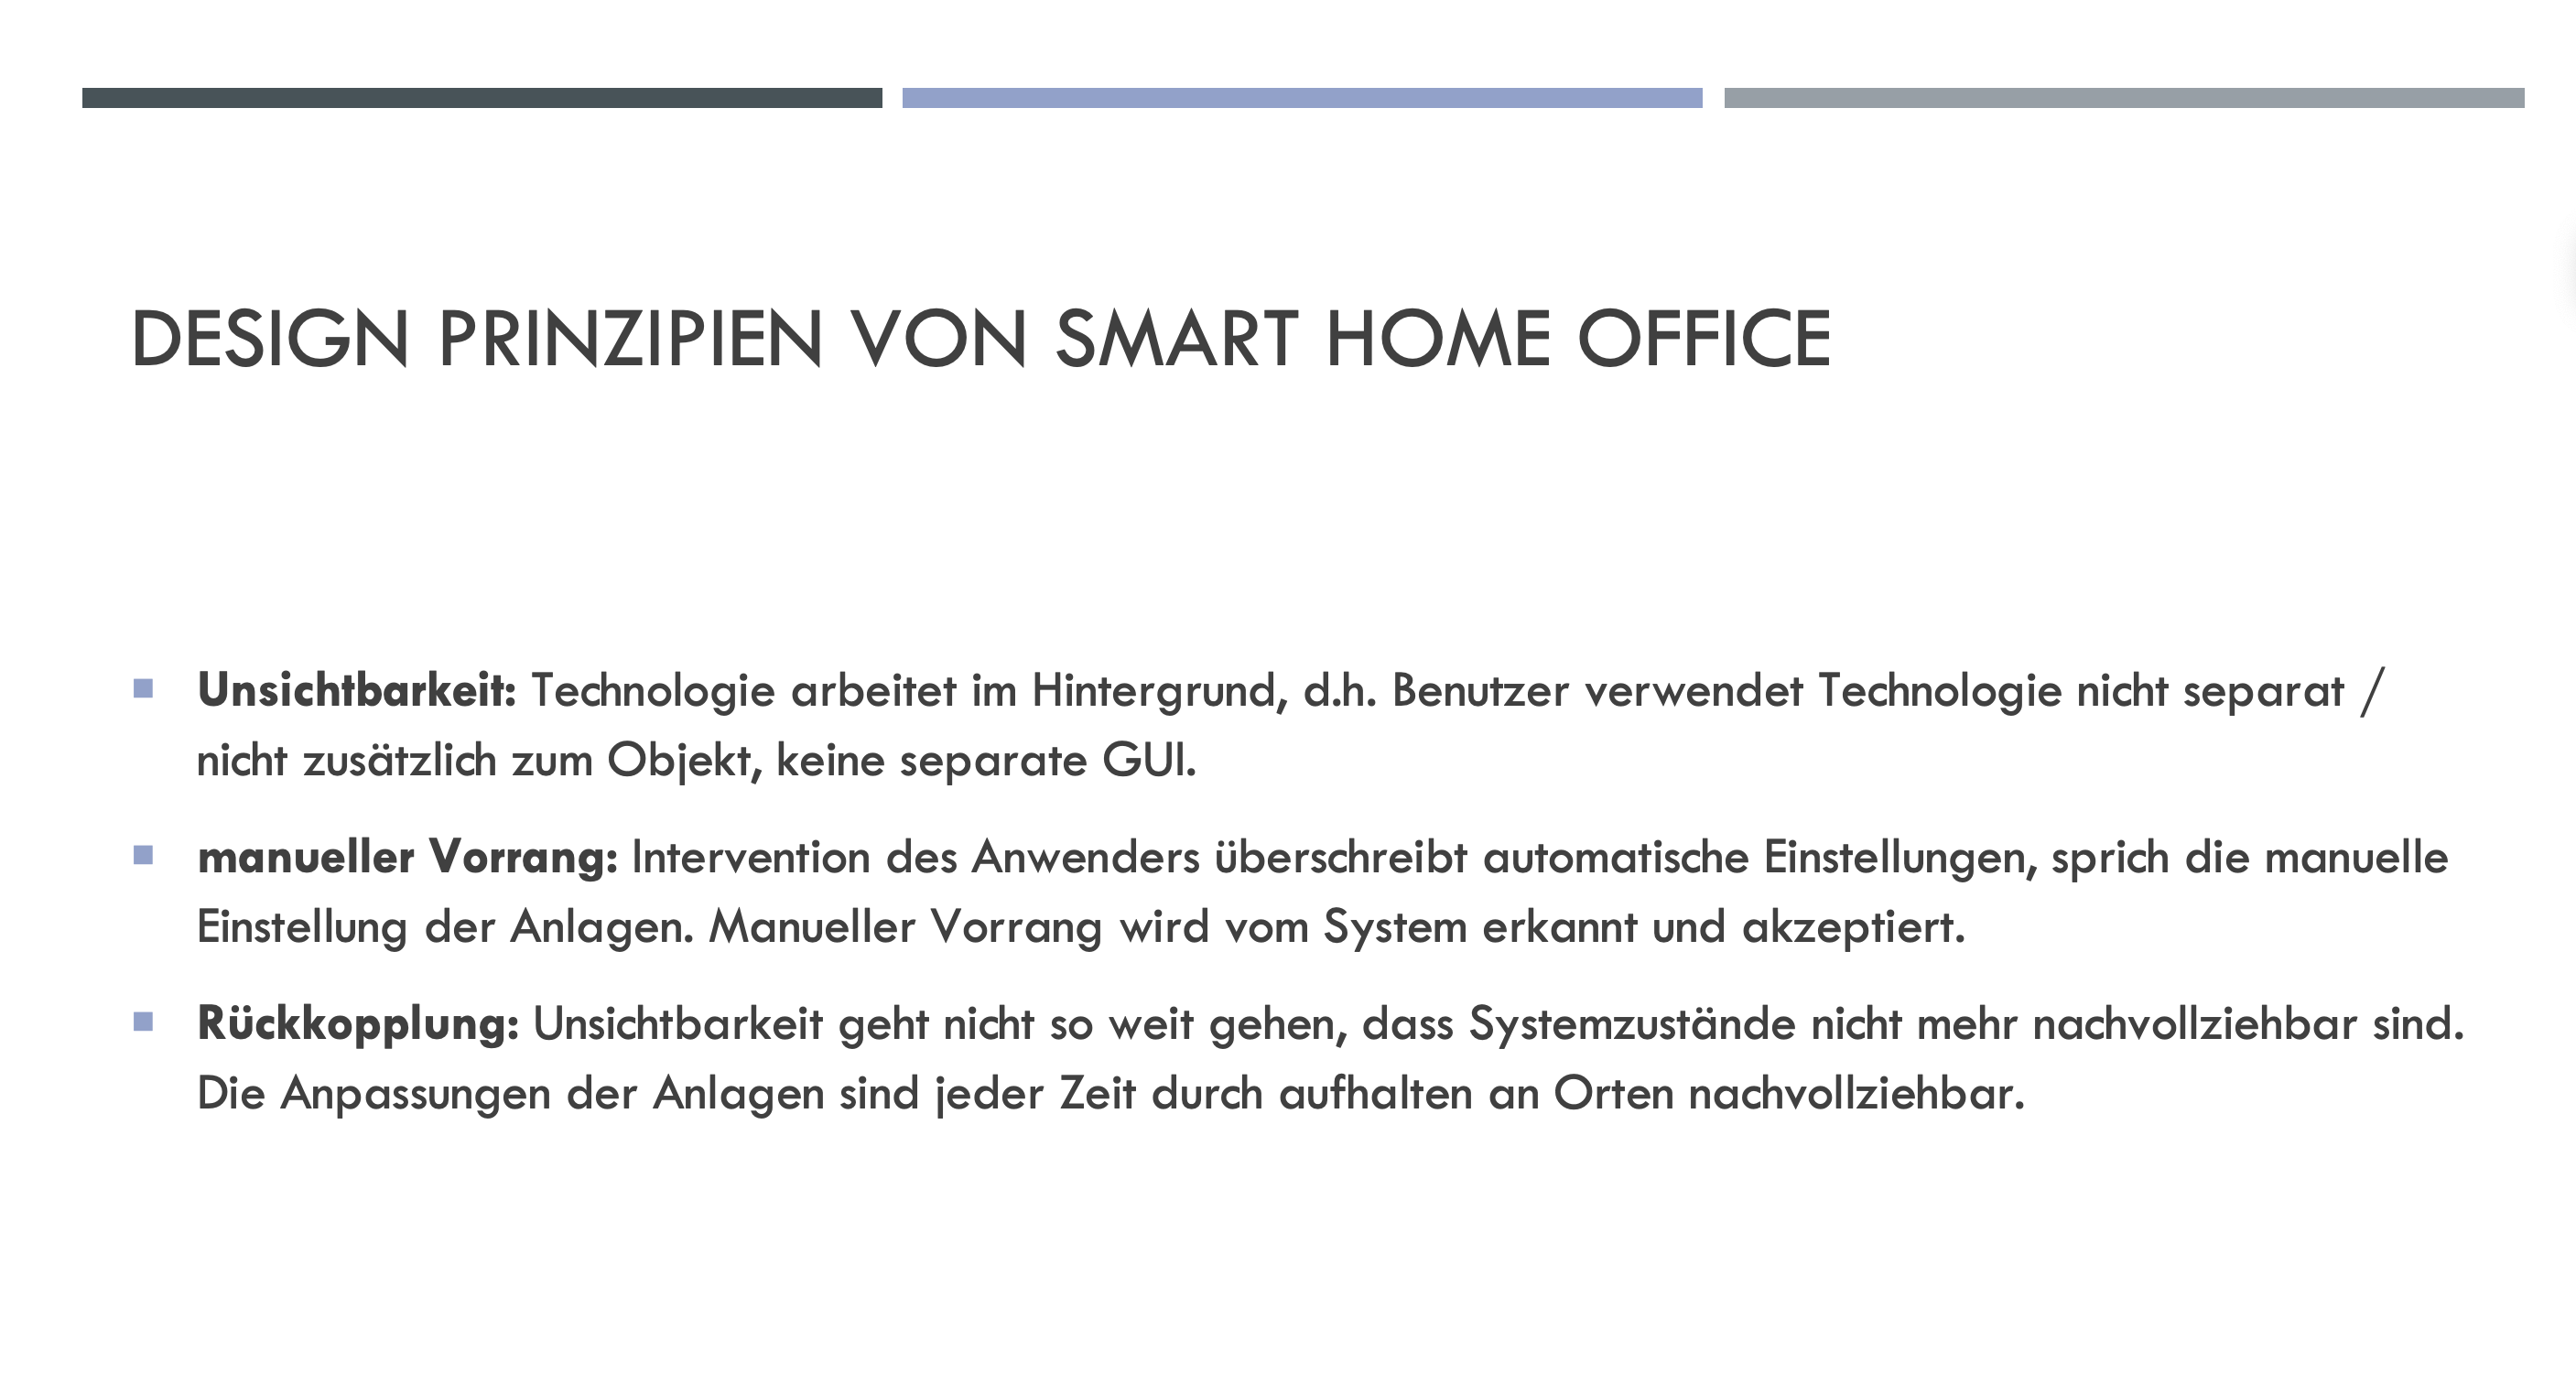 DESIGN PRINZIPIEN VON SMART HOME OFFICE
Unsichtbarkeit: Technologie arbeitet im Hintergrund, d.h. Benutzer verwendet Technologie nicht separat /
nicht zusätzlich zum Objekt, keine separate GUI.
manueller Vorrang: Intervention des Anwenders überschreibt automatische Einstellungen, sprich die manuelle
Einstellung der Anlagen. Manueller Vorrang wird vom System erkannt und akzeptiert.
Rückkopplung: Unsichtbarkeit geht nicht so weit gehen, dass Systemzustände nicht mehr nachvollziehbar sind.
Die Anpassungen der Anlagen sind jeder Zeit durch aufhalten an Orten nachvollziehbar.